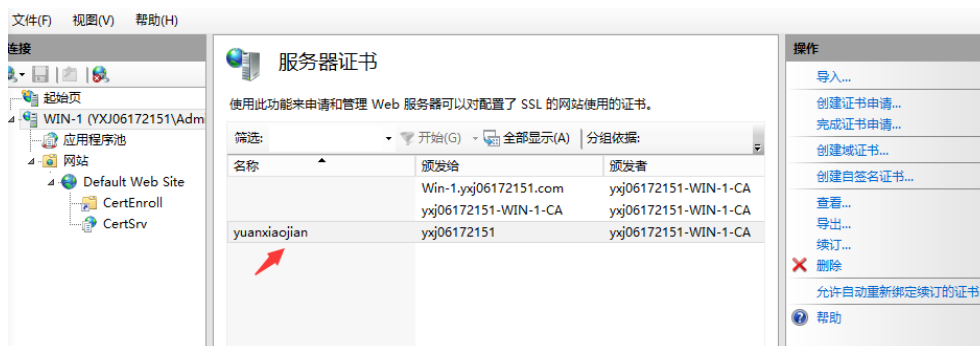 文件(F) 视图(V) 帮助(H)
连接
起始页
WIN-1 (YXJ06172151\Adm
应用程序池
网站
Default Web Site
CertEnroll
CertSrv
服务器证书
使用此功能来申请和管理 Web 服务器可以对配置了 SSL 的网站使用的证书。
筛选: 开始(G) 全部显示(A) 分组依据:
名称 颁发给 颁发者
Win-1.yxj06172151.com yxj06172151-WIN-1-CA
yxj06172151-WIN-1-CA yxj06172151-WIN-1-CA
yuanxiaojian yxj06172151 yxj06172151-WIN-1-CA
操作
导入...
创建证书申请...
完成证书申请...
创建域证书...
创建自签名证书...
查看...
导出...
续订...
删除
允许自动重新绑定续订的证书
帮助